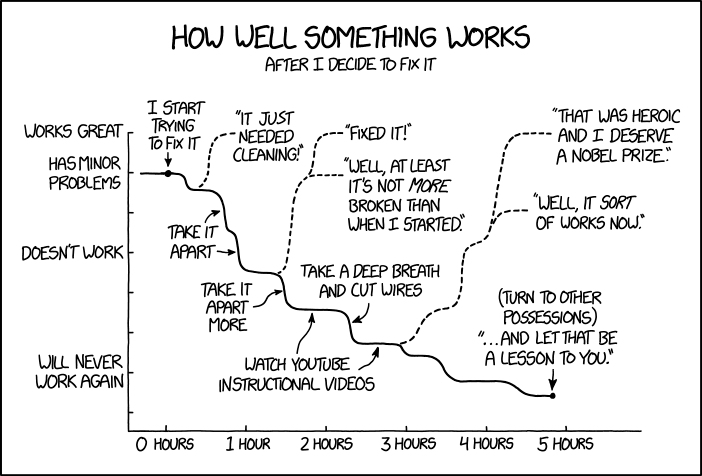 HOW WELL SOMETHING WORKS
AFTER I DECIDE TO FIX IT
WORKS GREAT
HAS MINOR
PROBLEMS
DOESN'T WORK
WILL NEVER
WORK AGAIN
I START
TRYING
TO FIX IT
"IT JUST
NEEDED
CLEANING!"
"FIXED IT!"
"WELL, AT LEAST
IT'S NOT MORE
BROKEN THAN
WHEN I STARTED."
"THAT WAS HEROIC
AND I DESERVE
A NOBEL PRIZE."
"WELL, IT SORT
OF WORKS NOW."
TAKE IT
APART
TAKE IT
APART
MORE
TAKE A DEEP BREATH
AND CUT WIRES
WATCH YOUTUBE
INSTRUCTIONAL VIDEOS
(TURN TO OTHER
POSSESSIONS)
"...AND LET THAT BE
A LESSON TO YOU."
0 HOURS
1 HOUR
2 HOURS
3 HOURS
4 HOURS
5 HOURS